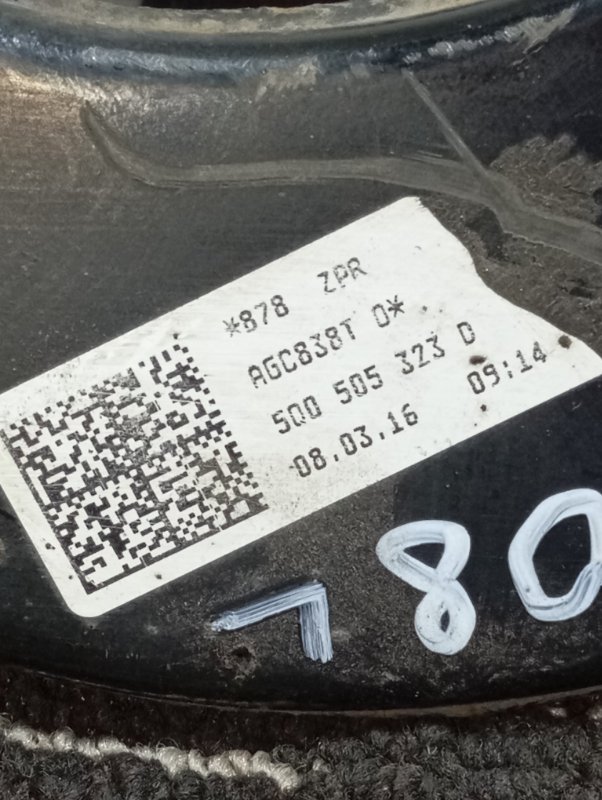 *878 ZPR
AGC838T 0*
5Q0 505 323 D
08.03.16 09:14
780